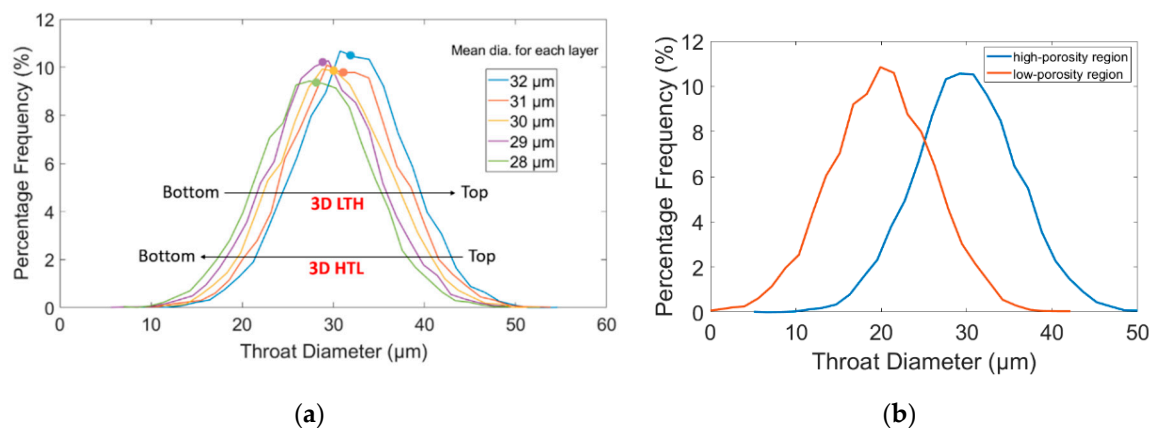 12
10
8
6
4
2
0
Percentage Frequency (%)
Mean dia. for each layer
32 µm
31 µm
30 µm
29 µm
28 µm
Bottom
Top
3D LTH
Bottom
Top
3D HTL
0 10 20 30 40 50 60
Throat Diameter (µm)
(a)
12
10
8
6
4
2
0
Percentage Frequency (%)
high-porosity region
low-porosity region
0 10 20 30 40 50
Throat Diameter (µm)
(b)